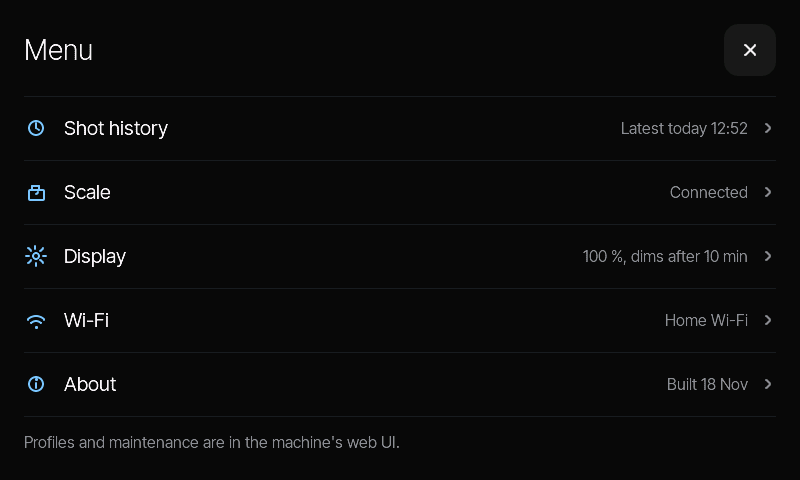 Menu
Shot history
Latest today 12:52
Scale
Connected
Display
100 %, dims after 10 min
Wi-Fi
Home Wi-Fi
About
Built 18 Nov
Profiles and maintenance are in the machine's web UI.